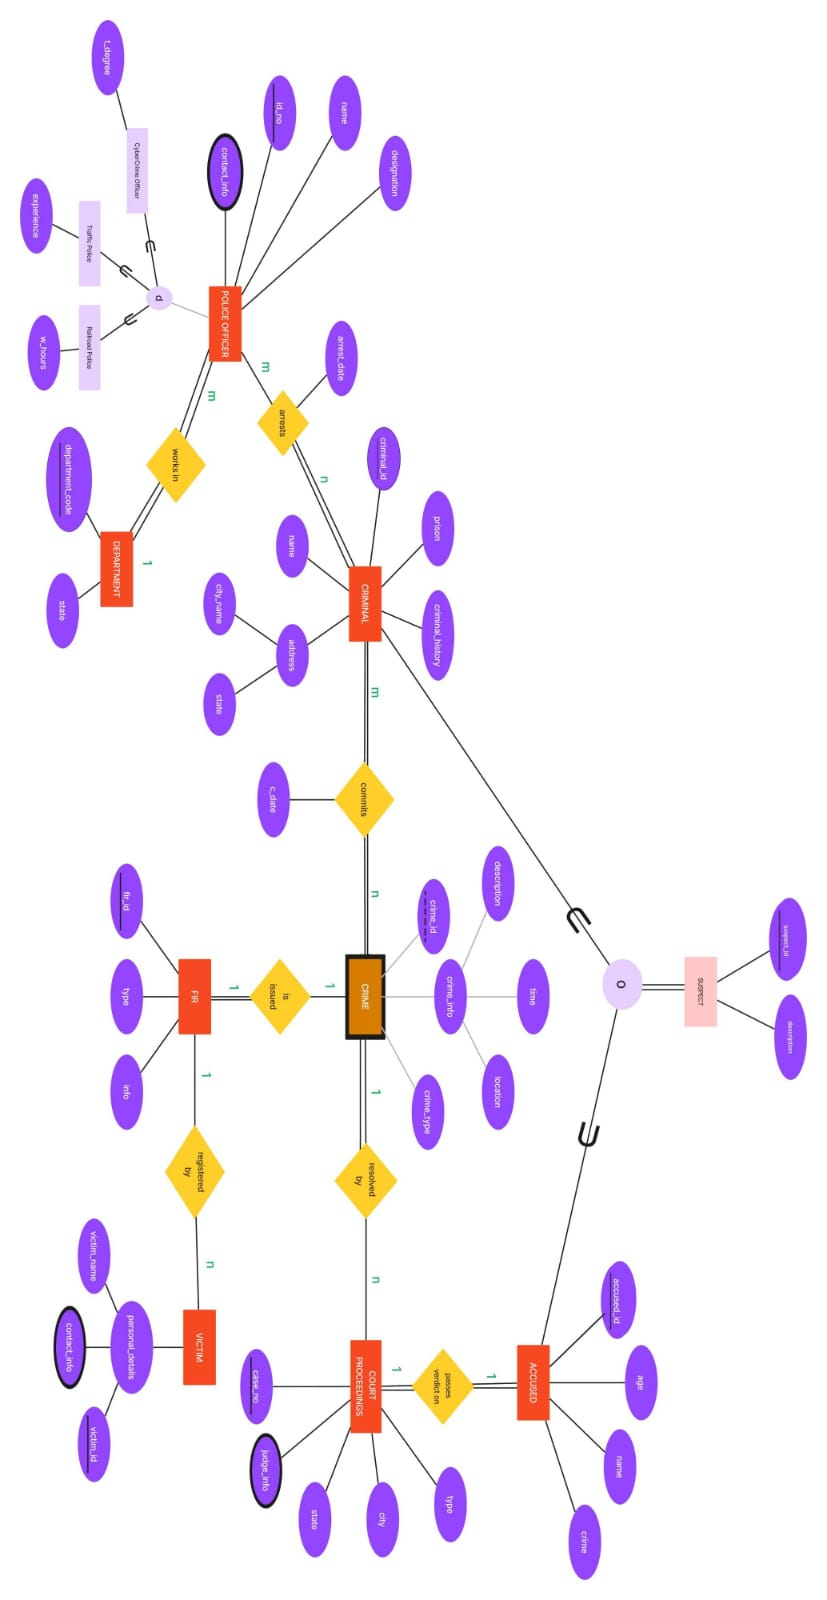 suspect_id
description
SUSPECT
accused_id
age
name
crime
O
U
U
ACCUSED
time
description
location
1
crime_info
passes
verdict on
type
criminal_id
prison
criminal_history
crime_id
crime_type
1
designation
name
arrest_date
CRIMINAL
m
commits
n
CRIME
1
resolved
by
n
COURT
PROCEEDINGS
city
state
n
1
id_no
m
arrests
name
address
c_date
is
issued
judge_info
case_no
contact_info
POLICE OFFICER
city_name
state
1
m
1
n
FIR
registered
by
VICTIM
works in
d
U
U
U
1
CyberCrime Officer
t_degree
DEPARTMENT
fir_id
type
info
personal_details
victim_name
victim_id
contact_info
Traffic Police
Railroad Police
department_code
state
experience
w_hours